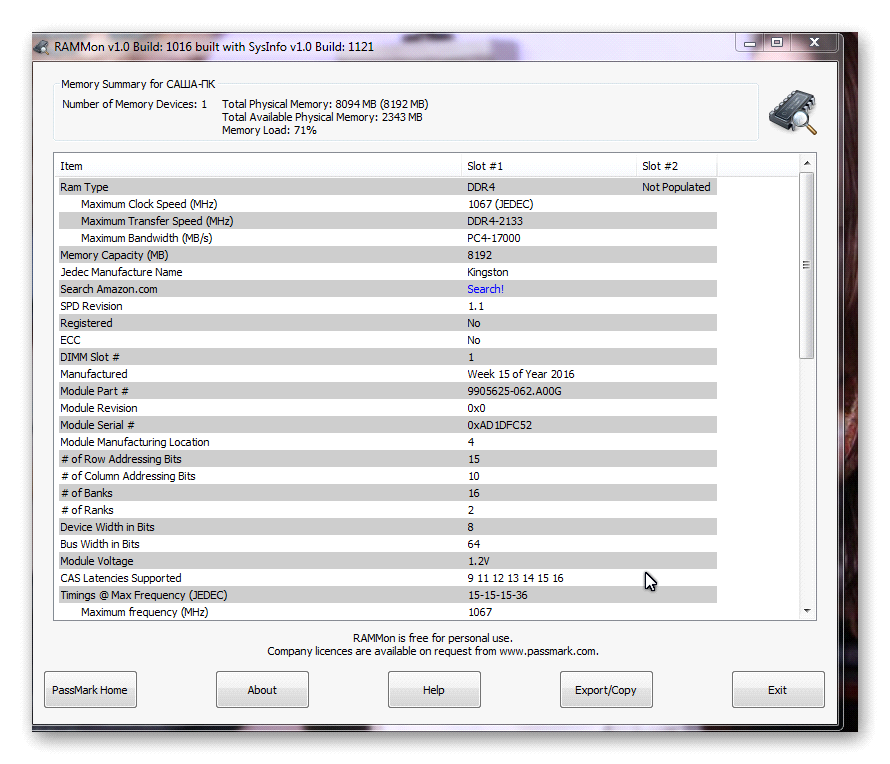 RAMMon v1.0 Build: 1016 built with SysInfo v1.0 Build: 1121
Memory Summary for САША-ПК
Number of Memory Devices: 1 Total Physical Memory: 8094 MB (8192 MB)
Total Available Physical Memory: 2343 MB
Memory Load: 71%
Item Slot #1 Slot #2
Ram Type DDR4 Not Populated
Maximum Clock Speed (MHz) 1067 (JEDEC)
Maximum Transfer Speed (MHz) DDR4-2133
Maximum Bandwidth (MB/s) PC4-17000
Memory Capacity (MB) 8192
Jedec Manufacture Name Kingston
Search Amazon.com Search!
SPD Revision 1.1
Registered No
ECC No
DIMM Slot # 1
Manufactured Week 15 of Year 2016
Module Part # 9905625-062.A00G
Module Revision 0x0
Module Serial # 0xAD1DFC52
Module Manufacturing Location 4
# of Row Addressing Bits 15
# of Column Addressing Bits 10
# of Banks 16
# of Ranks 2
Device Width in Bits 8
Bus Width in Bits 64
Module Voltage 1.2V
CAS Latencies Supported 9 11 12 13 14 15 16
Timings @ Max Frequency (JEDEC) 15-15-15-36
Maximum frequency (MHz) 1067
RAMMon is free for personal use.
Company licences are available on request from www.passmark.com.
PassMark Home About Help Export/Copy Exit